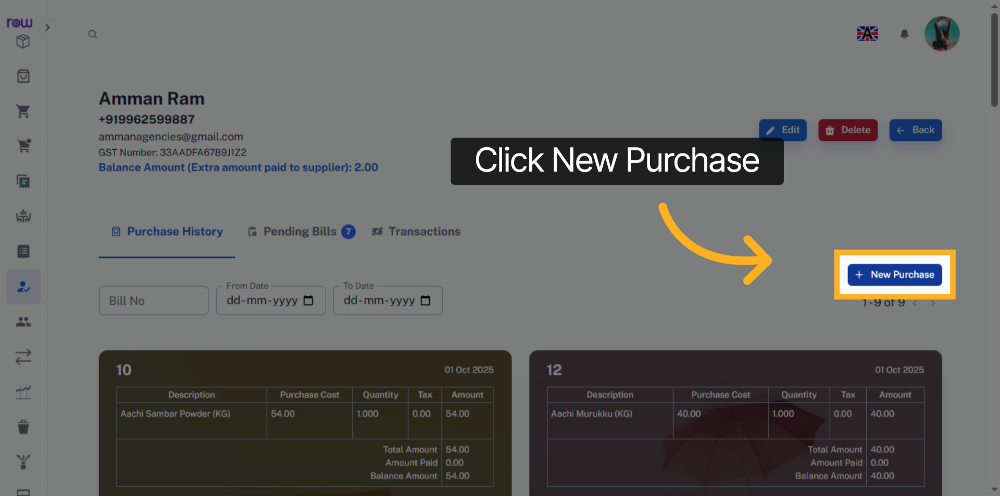 row
A
Amman Ram
+919962599887
ammanagencies@gmail.com
GST Number: 33AADFA6789J1Z2
Balance Amount (Extra amount paid to supplier): 2.00
Edit
Delete
Back
Click New Purchase
Purchase History
Pending Bills 7
Transactions
New Purchase
Bill No
From Date
dd-mm-yyyy
To Date
dd-mm-yyyy
1-9 of 9
10
01 Oct 2025
Description Purchase Cost Quantity Tax Amount
Aachi Sambar Powder (KG) 54.00 1.000 0.00 54.00
Total Amount 54.00
Amount Paid 0.00
Balance Amount 54.00
12
01 Oct 2025
Description Purchase Cost Quantity Tax Amount
Aachi Murukku (KG) 40.00 1.000 0.00 40.00
Total Amount 40.00
Amount Paid 0.00
Balance Amount 40.00